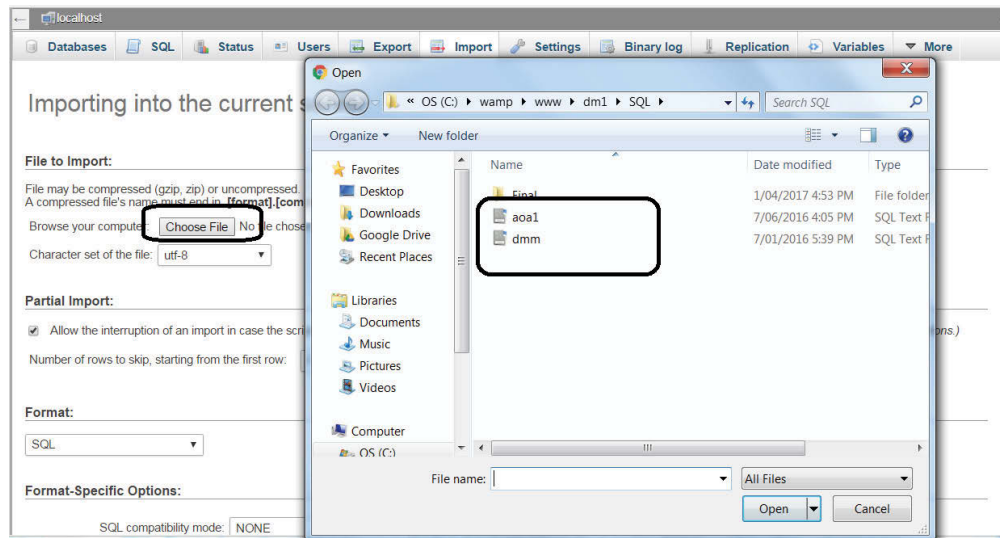 localhost
Databases SQL Status Users Export Import Settings Binary log Replication Variables More
Importing into the current
File to Import:
File may be compressed (gzip, zip) or uncompressed.
A compressed file's name must end in .[format].[com
Browse your computer: Choose File No file chose
Character set of the file: utf-8
Partial Import:
Allow the interruption of an import in case the scri
ons.)
Number of rows to skip, starting from the first row:
Format:
SQL
Format-Specific Options:
SQL compatibility mode: NONE
Open
« OS (C:) wamp www dm1 SQL
Search SQL
Organize New folder
Favorites
Desktop
Downloads
Google Drive
Recent Places
Libraries
Documents
Music
Pictures
Videos
Computer
OS (C:)
Name Date modified Type
Final 1/04/2017 4:53 PM File folder
aoa1 7/06/2016 4:05 PM SQL Text F
dmm 7/01/2016 5:39 PM SQL Text F
File name: All Files
Open Cancel